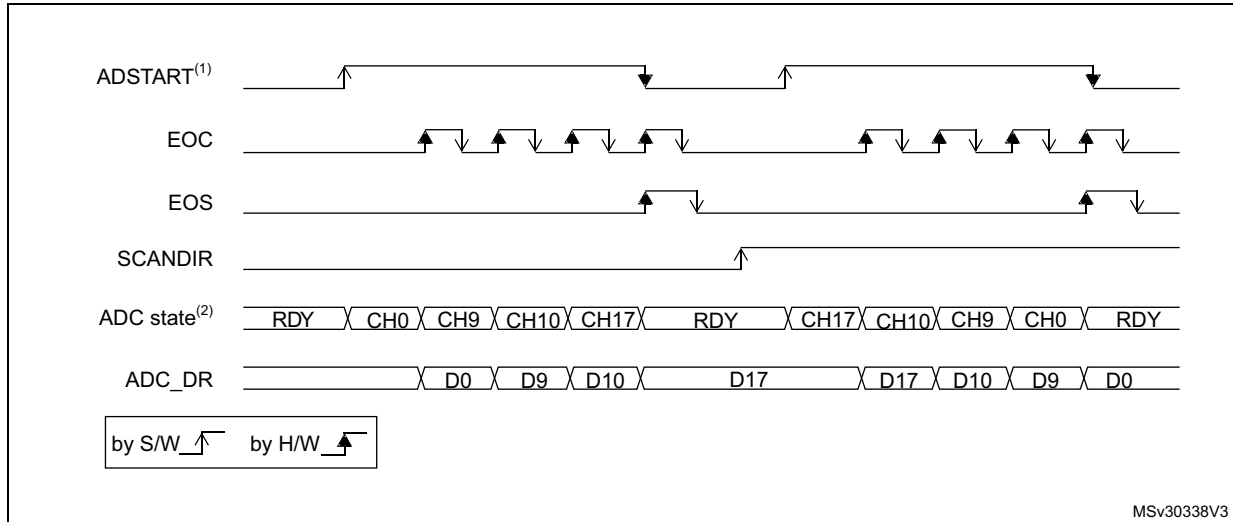 ADSTART(1)
EOC
EOS
SCANDIR
ADC state(2) RDY CH0 CH9 CH10 CH17 RDY CH17 CH10 CH9 CH0 RDY
ADC_DR D0 D9 D10 D17 D17 D10 D9 D0
by S/W by H/W
MSv30338V3